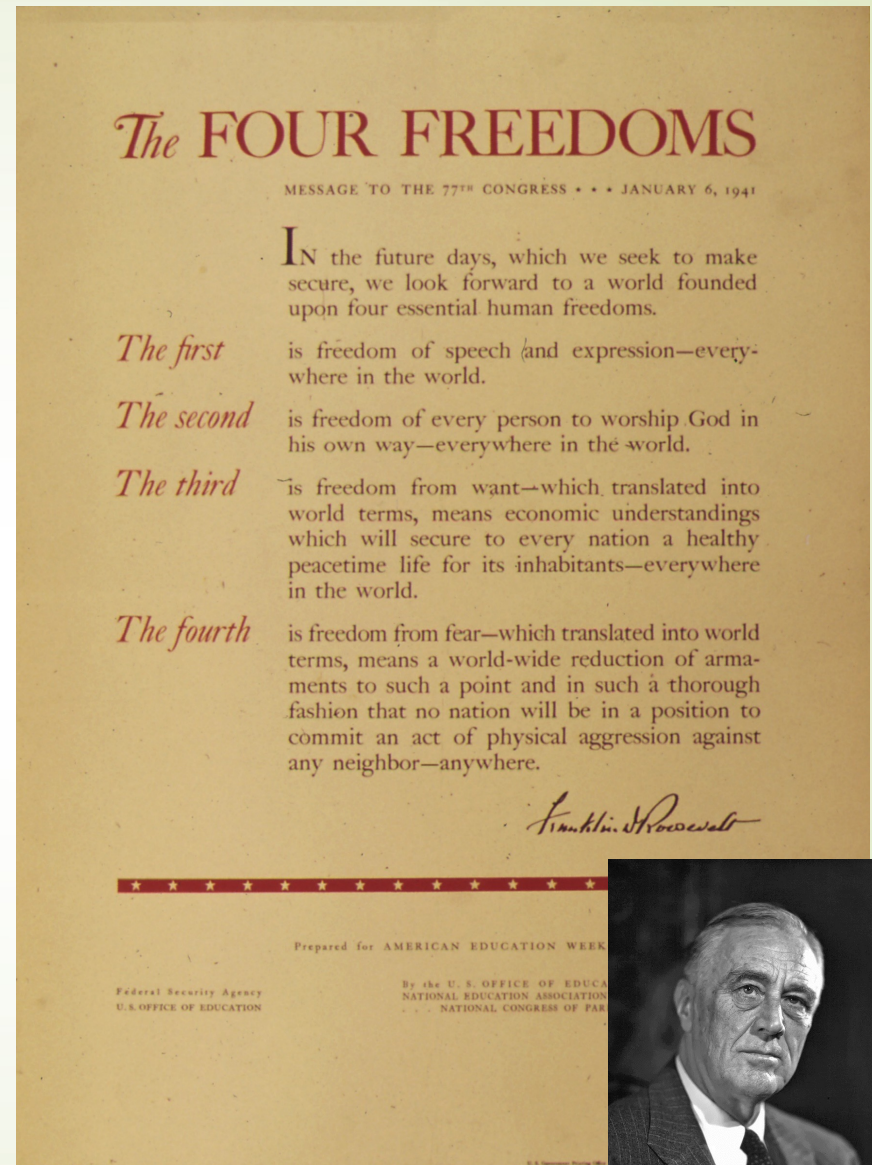 The FOUR FREEDOMS
MESSAGE TO THE 77TH CONGRESS • • • JANUARY 6, 1941
IN the future days, which we seek to make
secure, we look forward to a world founded
upon four essential human freedoms.
The first
is freedom of speech and expression—every-
where in the world.
The second
is freedom of every person to worship God in
his own way—everywhere in the world.
The third
is freedom from want—which translated into
world terms, means economic understandings
which will secure to every nation a healthy
peacetime life for its inhabitants—everywhere
in the world.
The fourth
is freedom from fear—which translated into world
terms, means a world-wide reduction of arma-
ments to such a point and in such a thorough
fashion that no nation will be in a position to
commit an act of physical aggression against
any neighbor—anywhere.
Franklin D Roosevelt
Prepared for AMERICAN EDUCATION WEEK
Federal Security Agency
U. S. OFFICE OF EDUCATION
By the U. S. OFFICE OF EDUCA
NATIONAL EDUCATION ASSOCIATION
. . . NATIONAL CONGRESS OF PAR